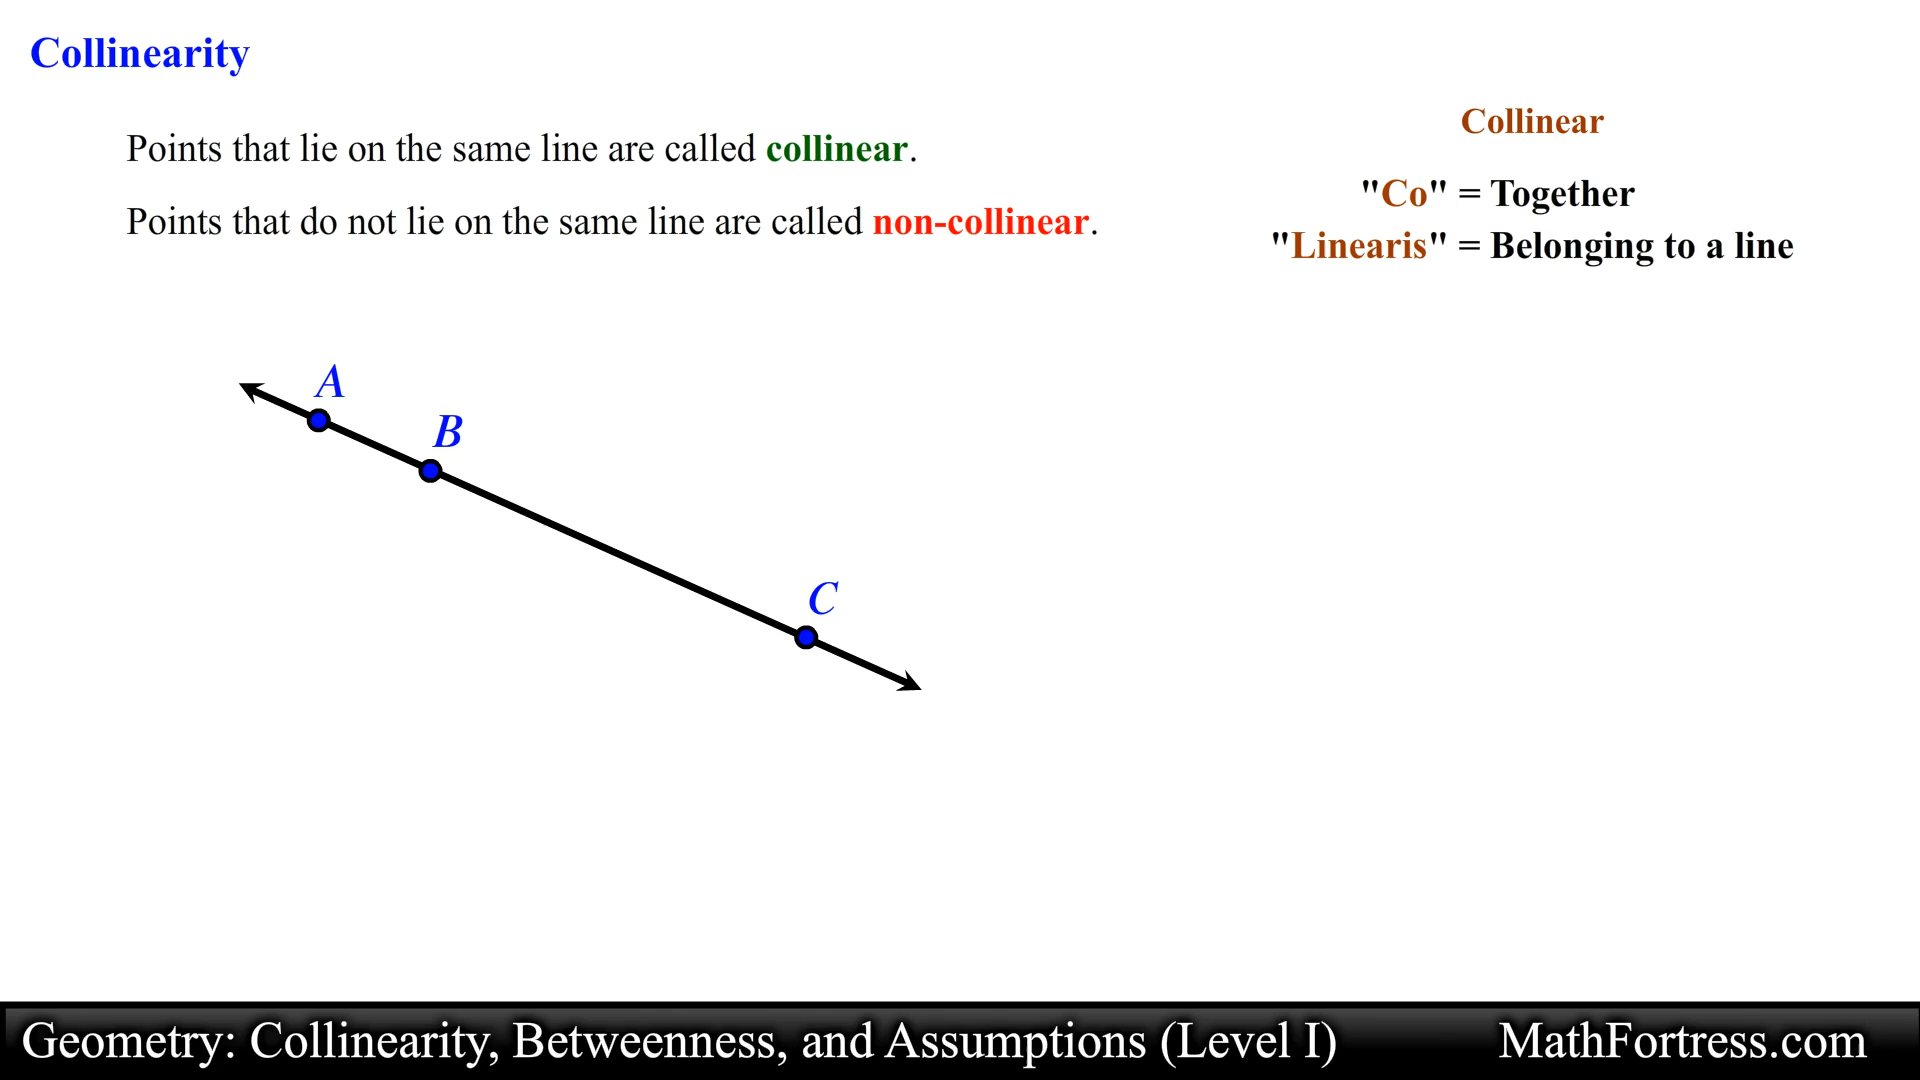 Collinearity
Points that lie on the same line are called collinear.
Points that do not lie on the same line are called non-collinear.
Collinear
"Co" = Together
"Linearis" = Belonging to a line
A
B
C
Geometry: Collinearity, Betweenness, and Assumptions (Level I)
MathFortress.com